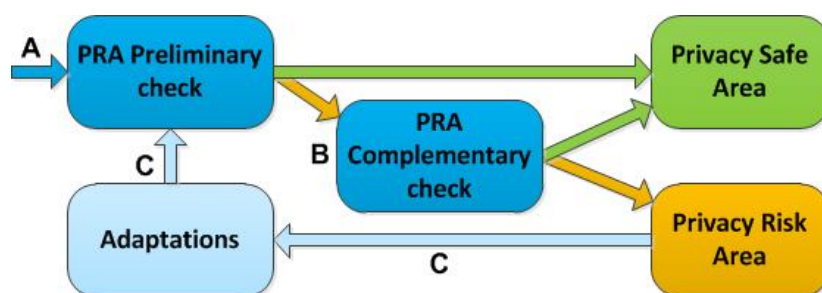 A
PRA Preliminary
check
Privacy Safe
Area
B
PRA
Complementary
check
C
Adaptations
Privacy Risk
Area
C